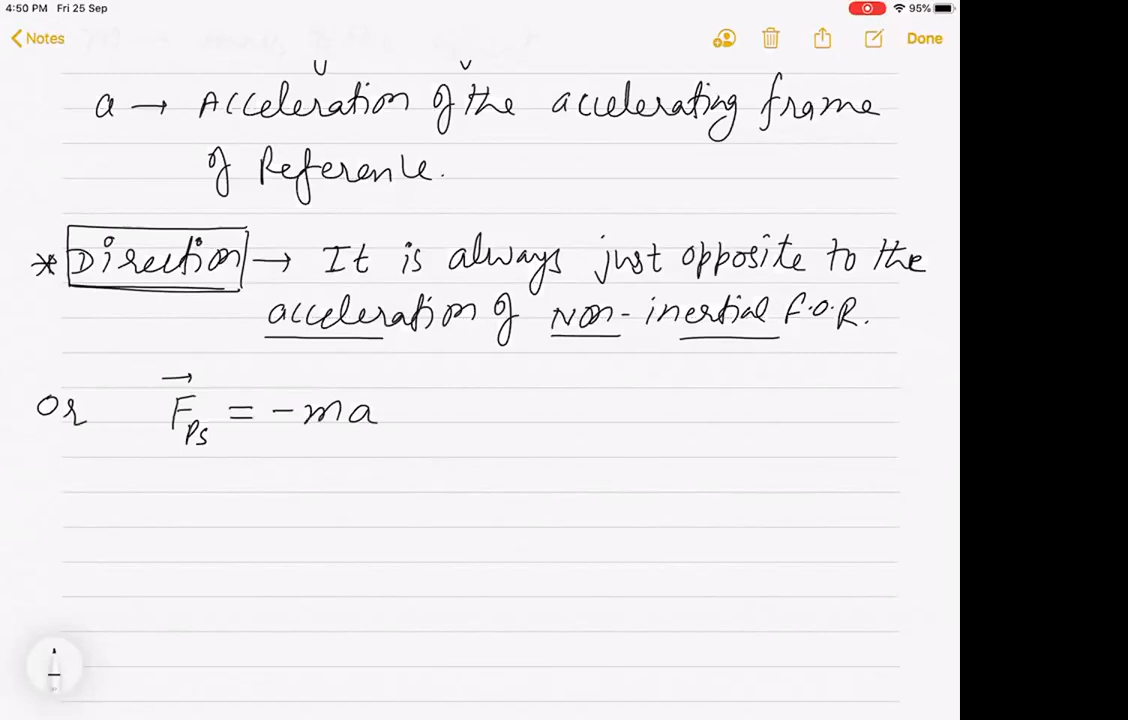 4:50 PM Fri 25 Sep
95%
Notes
Done
a → Acceleration of the accelerating frame
of Reference.
* Direction → It is always just opposite to the
acceleration of Non-inertial F.O.R.
Or F⃗ps = -ma